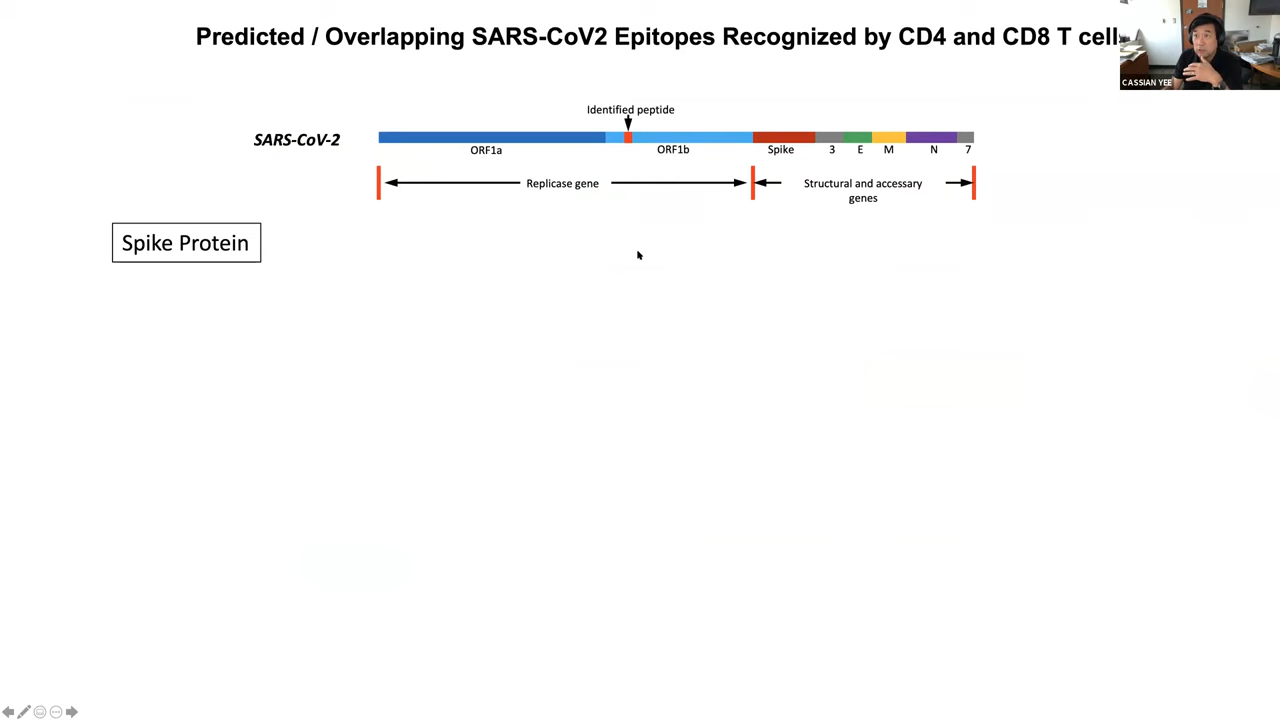 Predicted / Overlapping SARS-CoV2 Epitopes Recognized by CD4 and CD8 T cell
CASSIAN YEE
Identified peptide
SARS-CoV-2
ORF1a
ORF1b
Spike
3
E
M
N
7
Replicase gene
Structural and accessary
genes
Spike Protein